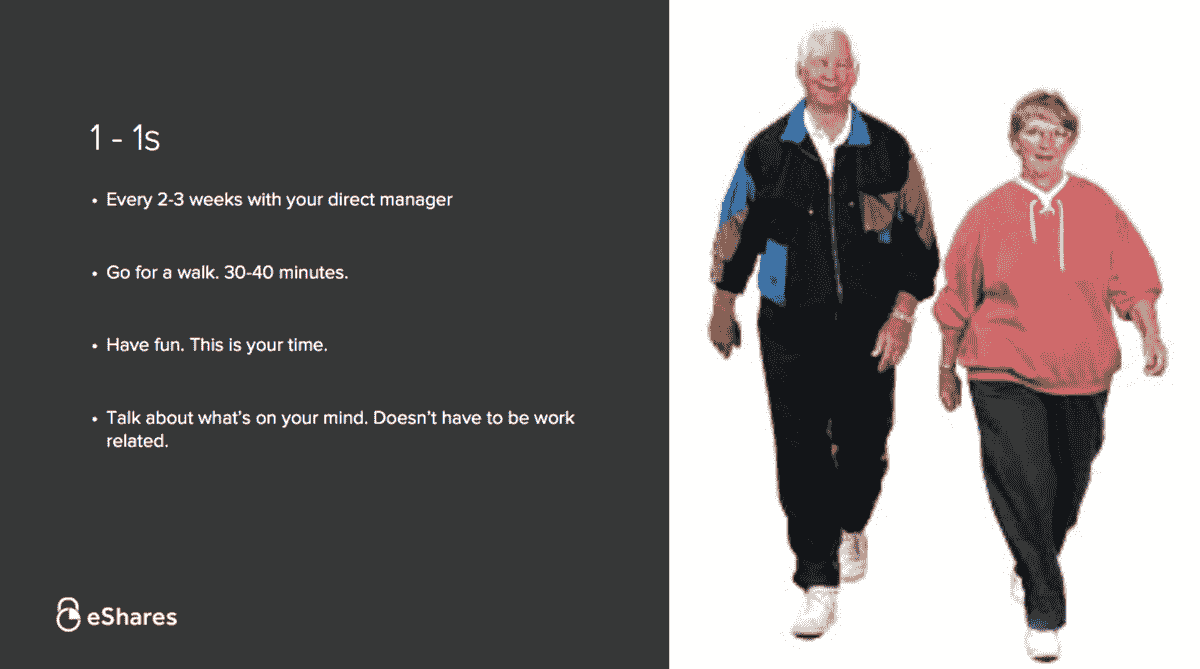 1 - 1s
• Every 2-3 weeks with your direct manager
• Go for a walk. 30-40 minutes.
• Have fun. This is your time.
• Talk about what's on your mind. Doesn't have to be work
related.
eShares